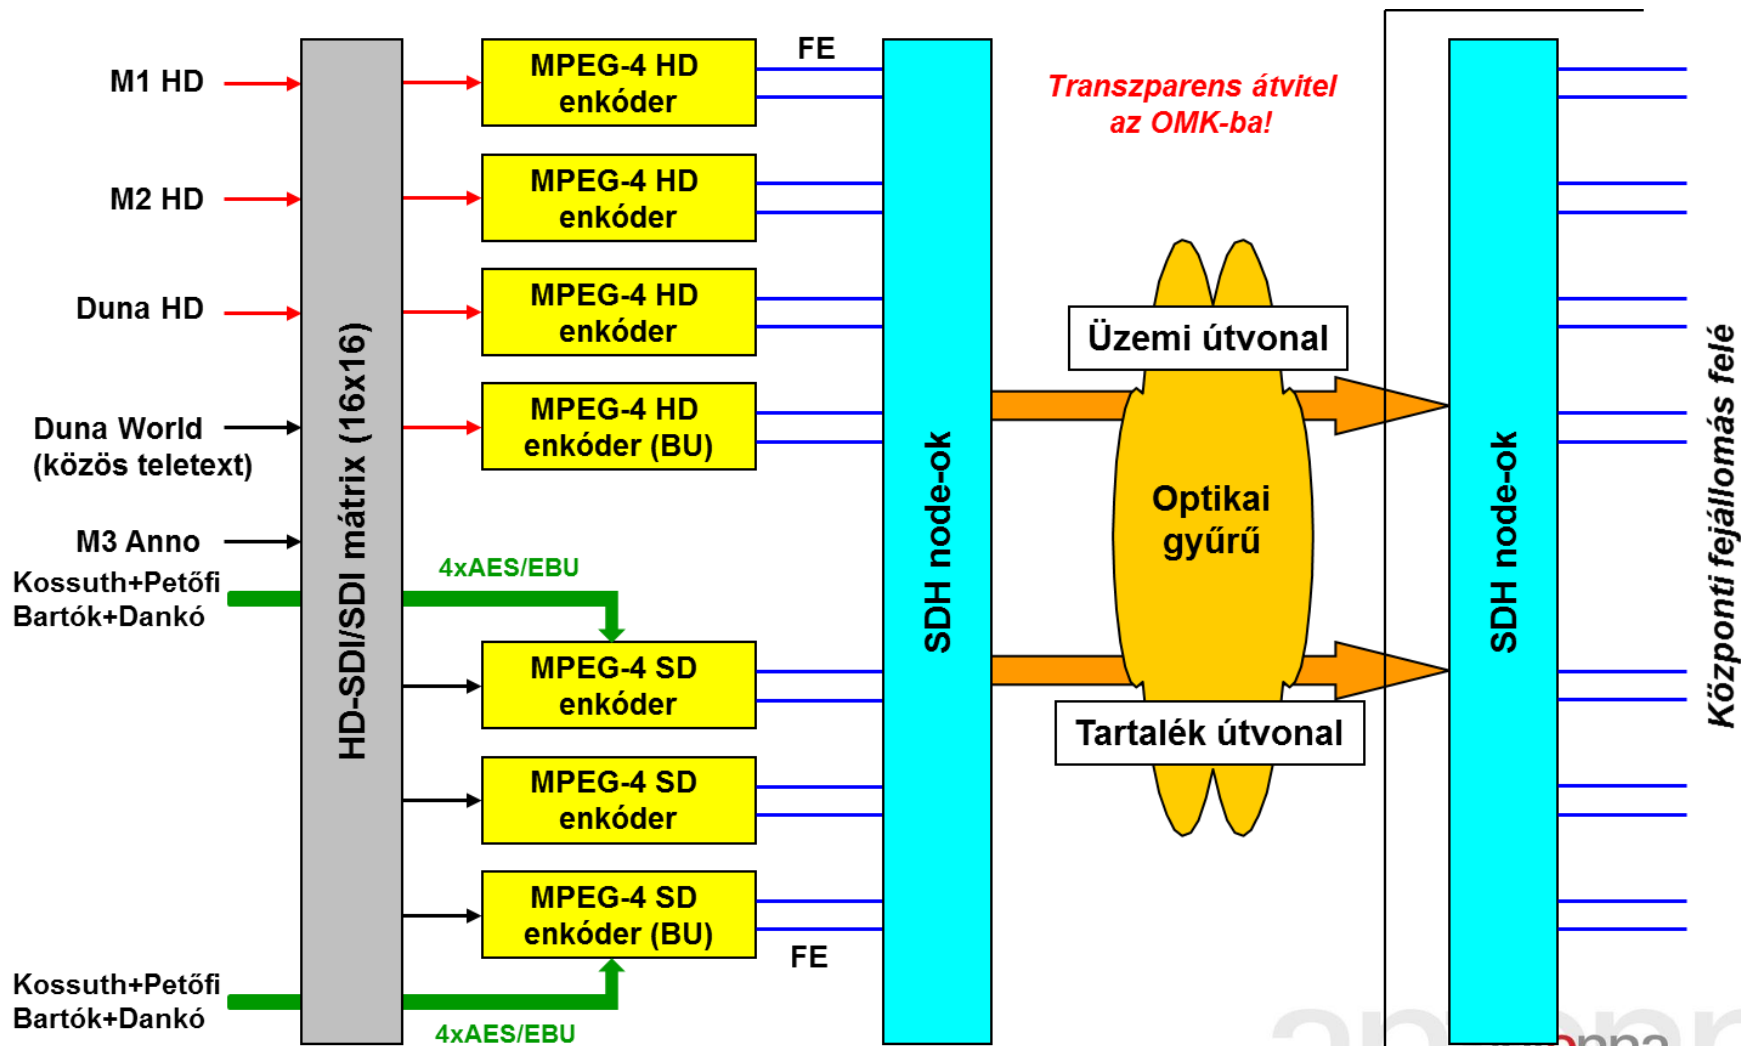 M1 HD
M2 HD
Duna HD
Duna World
(közös teletext)
M3 Anno
Kossuth+Petőfi
Bartók+Dankó
Kossuth+Petőfi
Bartók+Dankó
HD-SDI/SDI mátrix (16x16)
4xAES/EBU
4xAES/EBU
MPEG-4 HD
enkóder
MPEG-4 HD
enkóder
MPEG-4 HD
enkóder
MPEG-4 HD
enkóder (BU)
MPEG-4 SD
enkóder
MPEG-4 SD
enkóder
MPEG-4 SD
enkóder (BU)
FE
FE
SDH node-ok
Transzparens átvitel
az OMK-ba!
Üzemi útvonal
Optikai
gyűrű
Tartalék útvonal
SDH node-ok
Központi fejállomás felé